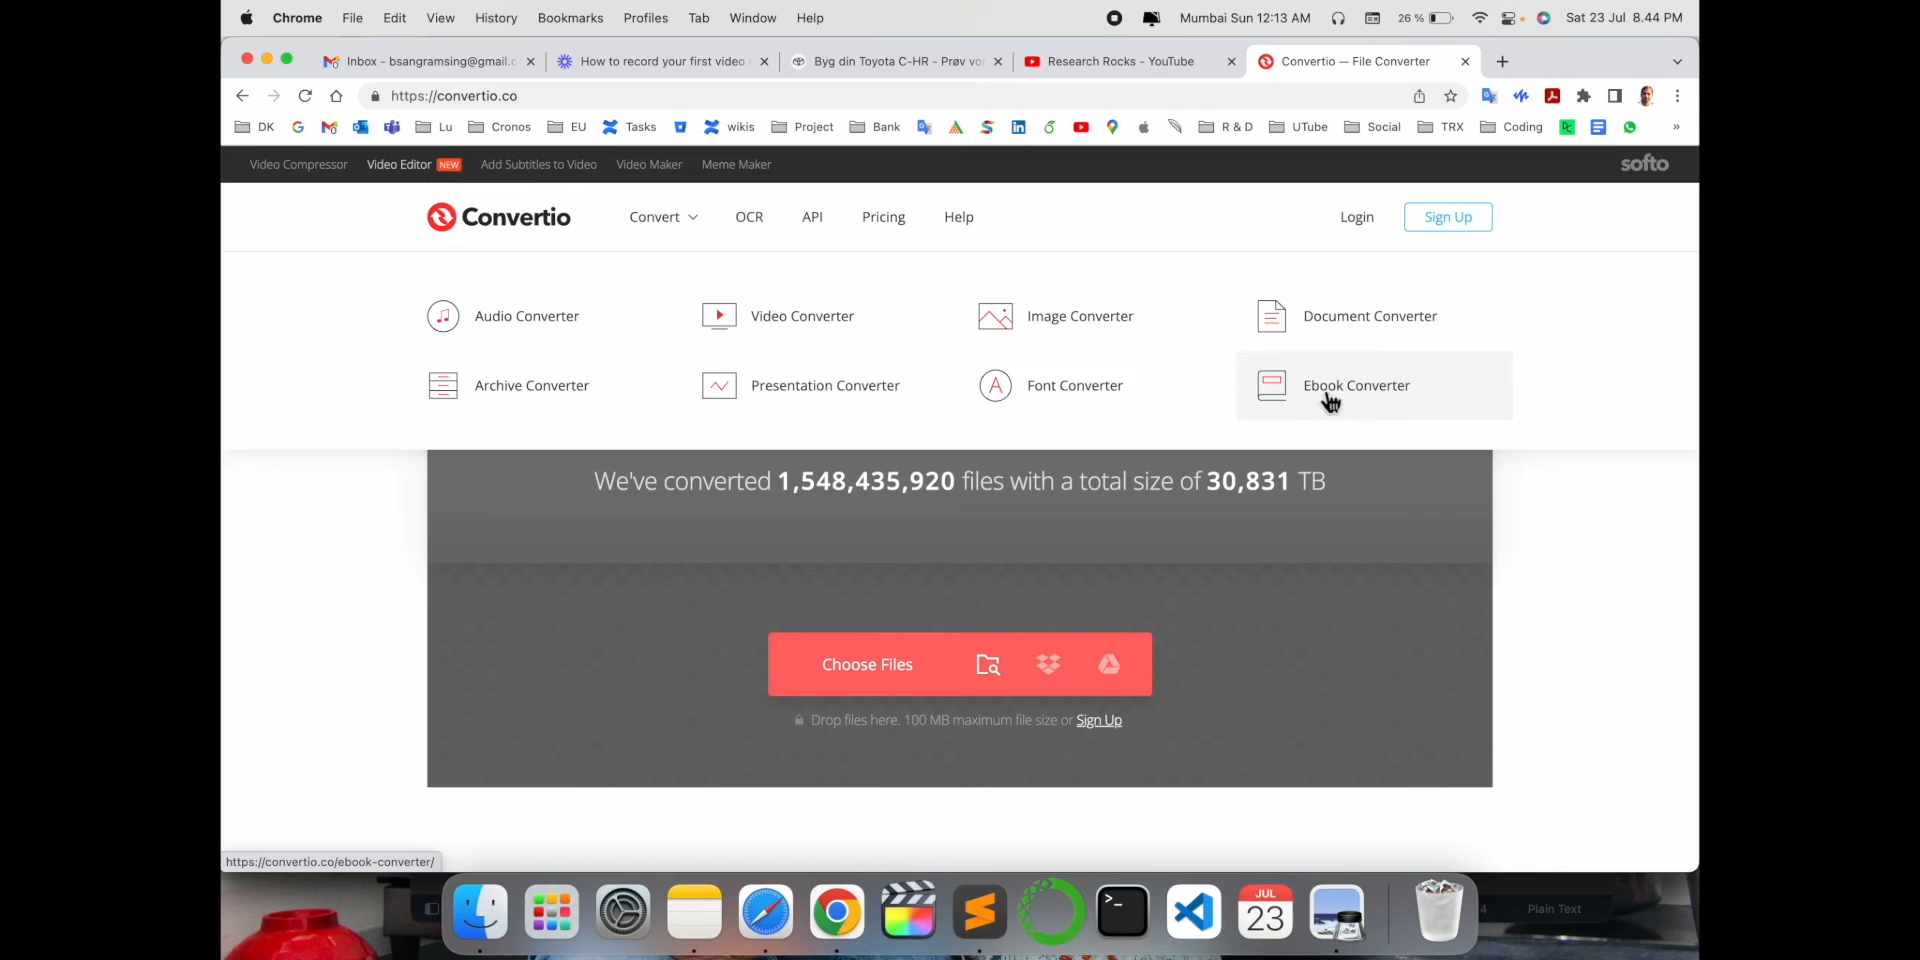 Chrome File Edit View History Bookmarks Profiles Tab Window Help Mumbai Sun 12:13 AM 26 % Sat 23 Jul 8.44 PM
Inbox - bsangramsing@gmail.c How to record your first video Byg din Toyota C-HR - Prøv vo Research Rocks - YouTube Convertio — File Converter
https://convertio.co
DK Lu Cronos EU Tasks wikis Project Bank R & D UTube Social TRX Coding »
Video Compressor Video Editor NEW Add Subtitles to Video Video Maker Meme Maker softo
Convertio Convert OCR API Pricing Help Login Sign Up
Audio Converter Video Converter Image Converter Document Converter
Archive Converter Presentation Converter Font Converter Ebook Converter
We've converted 1,548,435,920 files with a total size of 30,831 TB
Choose Files
Drop files here. 100 MB maximum file size or Sign Up
https://convertio.co/ebook-converter/
JUL
23
4 Plain Text